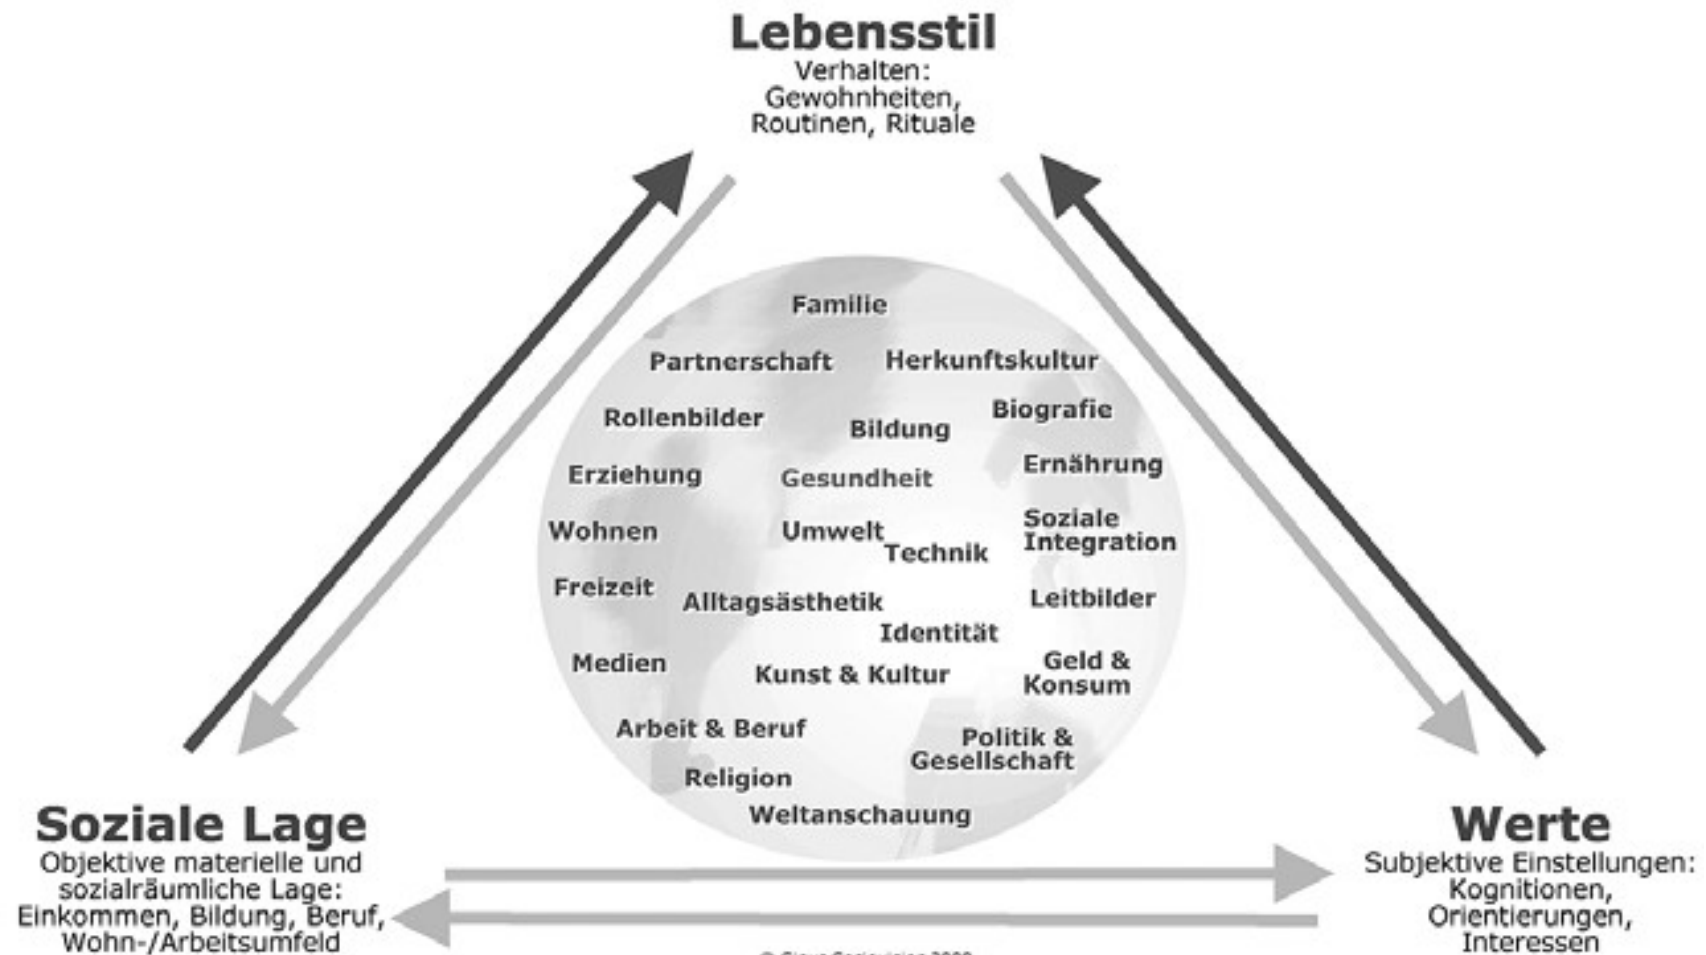 Lebensstil
Verhalten:
Gewohnheiten,
Routinen, Rituale
Familie
Partnerschaft
Herkunftskultur
Rollenbilder
Bildung
Biografie
Erziehung
Gesundheit
Ernährung
Wohnen
Umwelt
Technik
Soziale
Integration
Freizeit
Alltagsästhetik
Leitbilder
Identität
Medien
Kunst & Kultur
Geld &
Konsum
Arbeit & Beruf
Politik &
Gesellschaft
Religion
Weltanschauung
Soziale Lage
Objektive materielle und
sozialräumliche Lage:
Einkommen, Bildung, Beruf,
Wohn-/Arbeitsumfeld
Werte
Subjektive Einstellungen:
Kognitionen,
Orientierungen,
Interessen